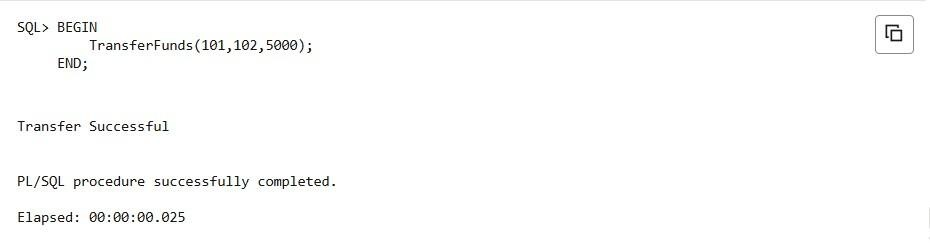 SQL> BEGIN
         TransferFunds(101,102,5000);
     END;
Transfer Successful
PL/SQL procedure successfully completed.
Elapsed: 00:00:00.025